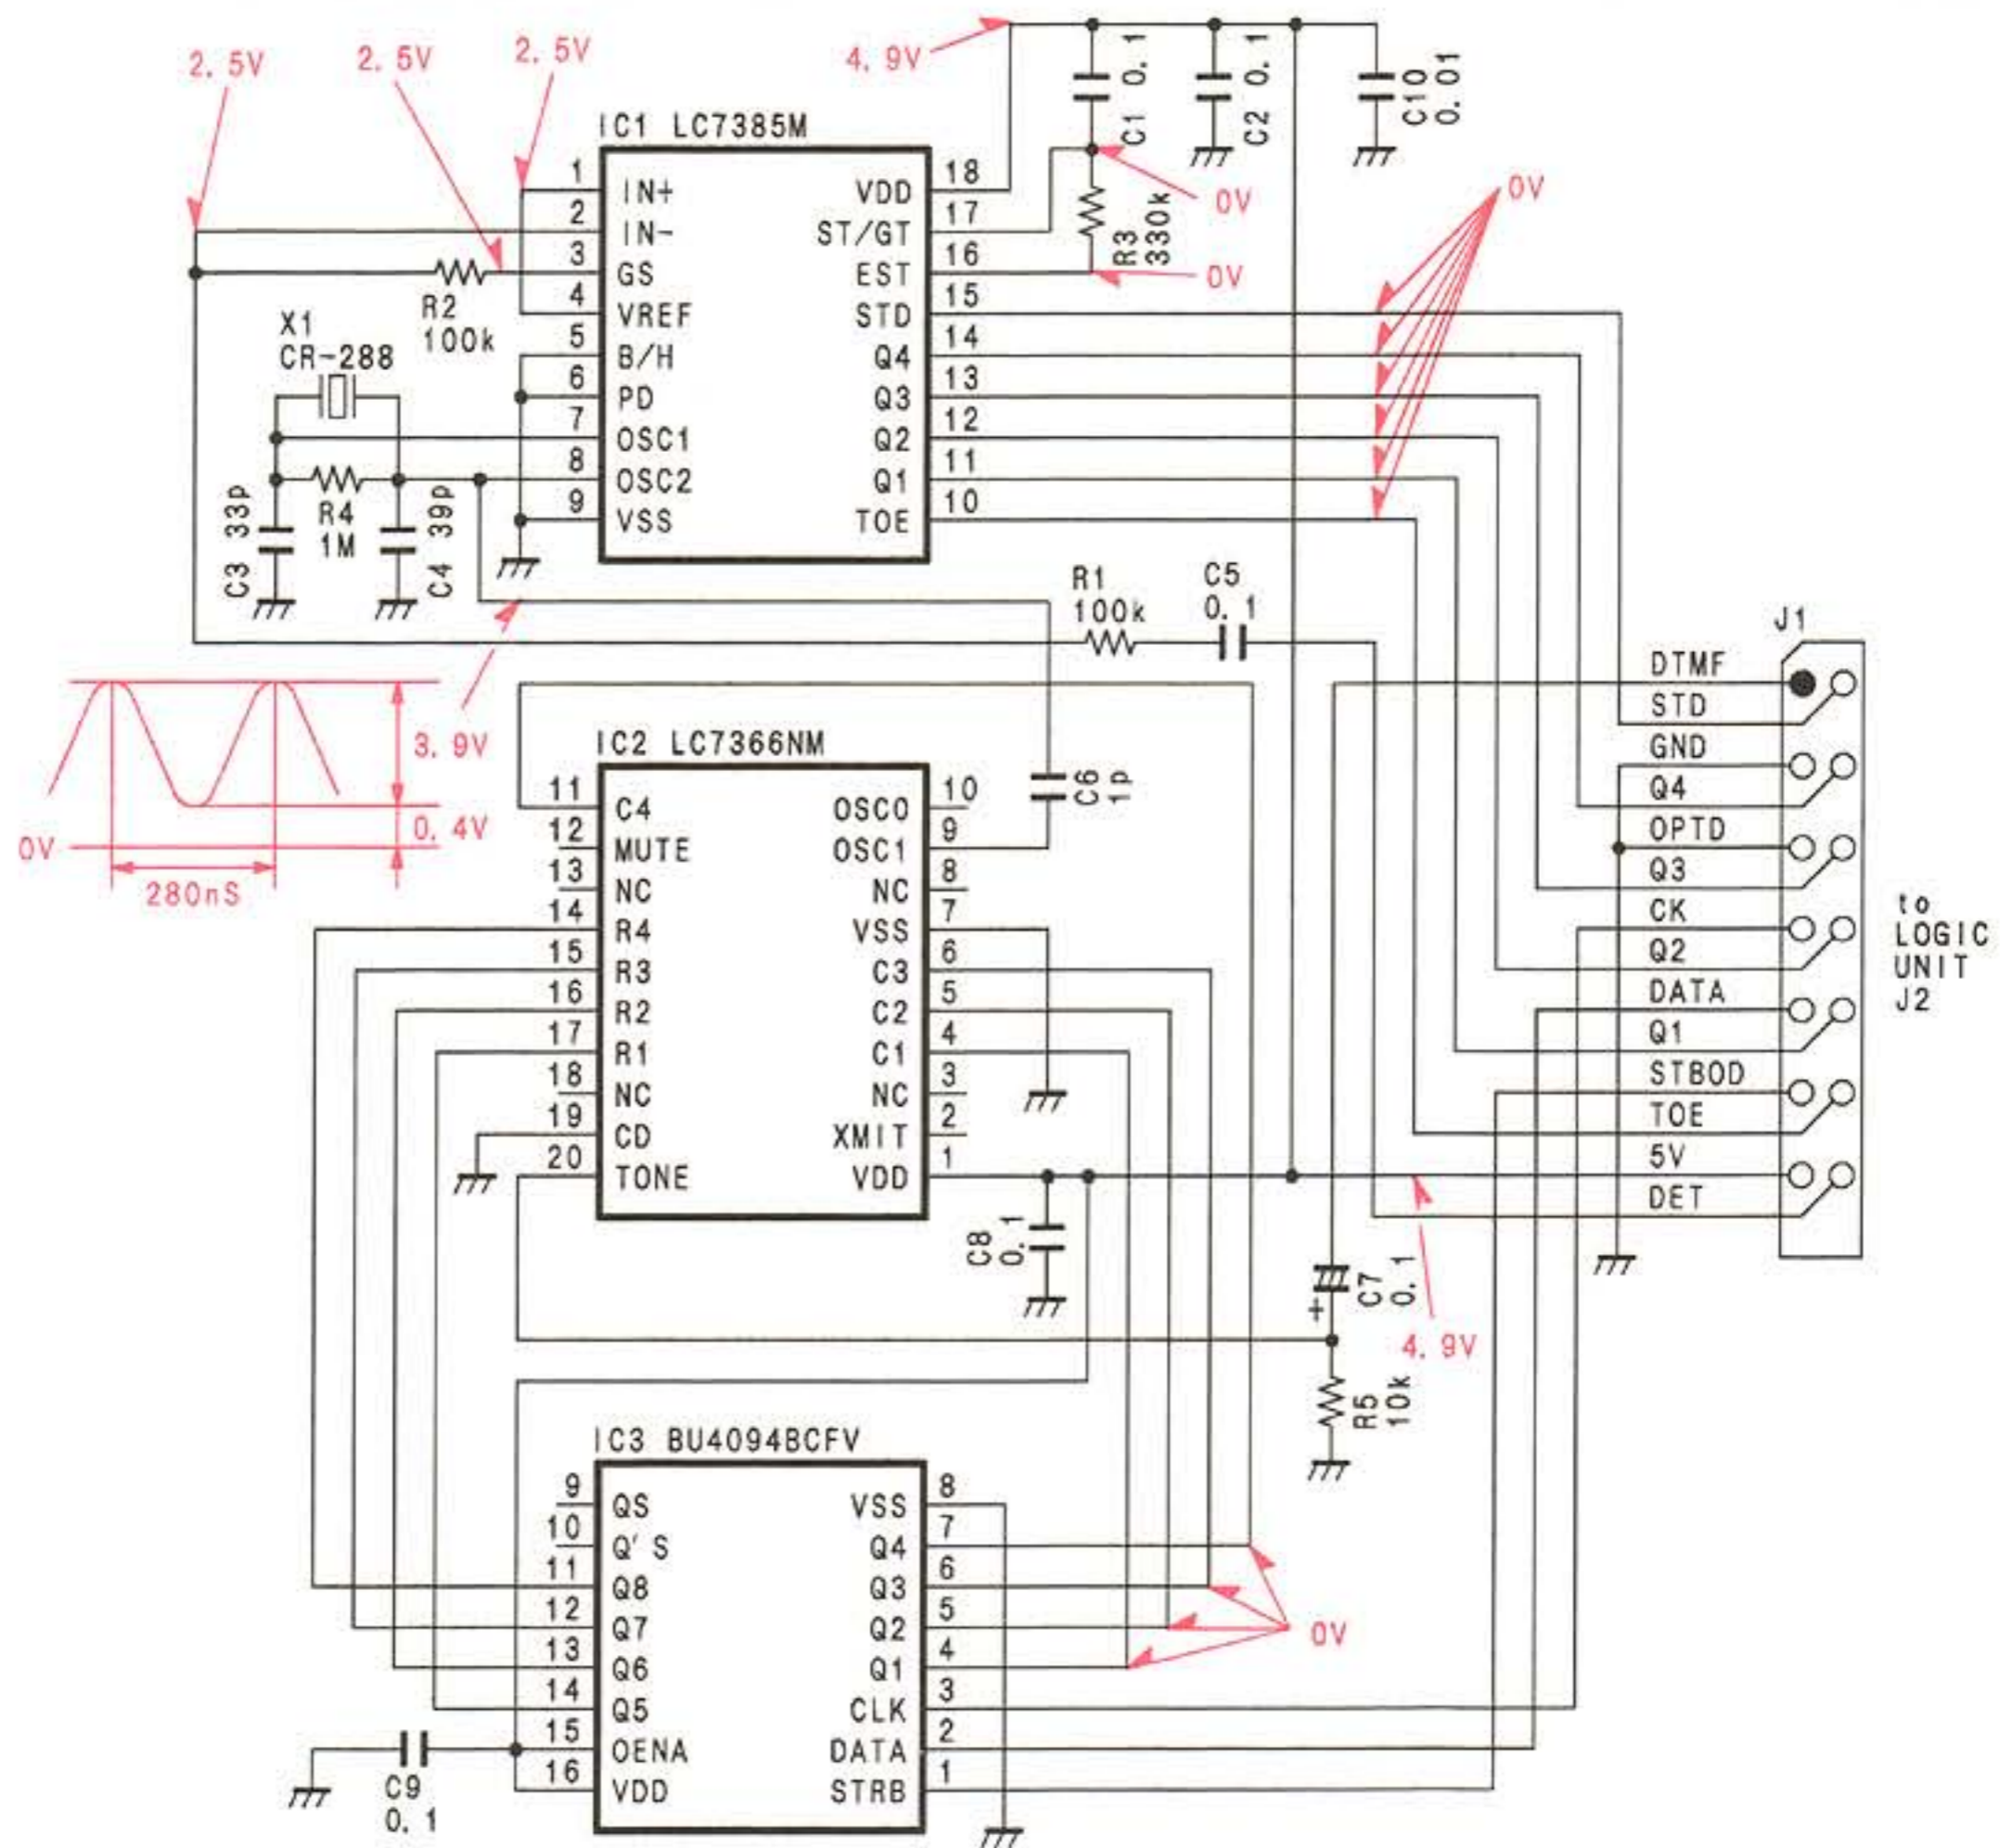 2. 5V
2. 5V
2. 5V
4. 9V
C1 0. 1
C2 0. 1
C10
0. 01
IC1 LC7385M
1
IN+
2
IN-
3
GS
4
VREF
5
B/H
6
PD
7
OSC1
8
OSC2
9
VSS
18
VDD
17
ST/GT
16
EST
15
STD
14
Q4
13
Q3
12
Q2
11
Q1
10
TOE
R3
330k
0V
0V
0V
R2
100k
X1
CR-288
C3 33p
R4
1M
C4 39p
R1
100k
C5
0. 1
3. 9V
0. 4V
0V
280nS
IC2 LC7366NM
11
C4
12
MUTE
13
NC
14
R4
15
R3
16
R2
17
R1
18
NC
19
CD
20
TONE
10
OSC0
9
OSC1
8
NC
7
VSS
6
C3
5
C2
4
C1
3
NC
2
XMIT
1
VDD
C6
1p
C8
0. 1
J1
DTMF
STD
GND
Q4
OPTD
Q3
CK
Q2
DATA
Q1
STBOD
TOE
5V
DET
to
LOGIC
UNIT
J2
+
C7
0. 1
4. 9V
R5
10k
IC3 BU4094BCFV
9
QS
10
Q' S
11
Q8
12
Q7
13
Q6
14
Q5
15
OENA
16
VDD
8
VSS
7
Q4
6
Q3
5
Q2
4
Q1
3
CLK
2
DATA
1
STRB
0V
C9
0. 1